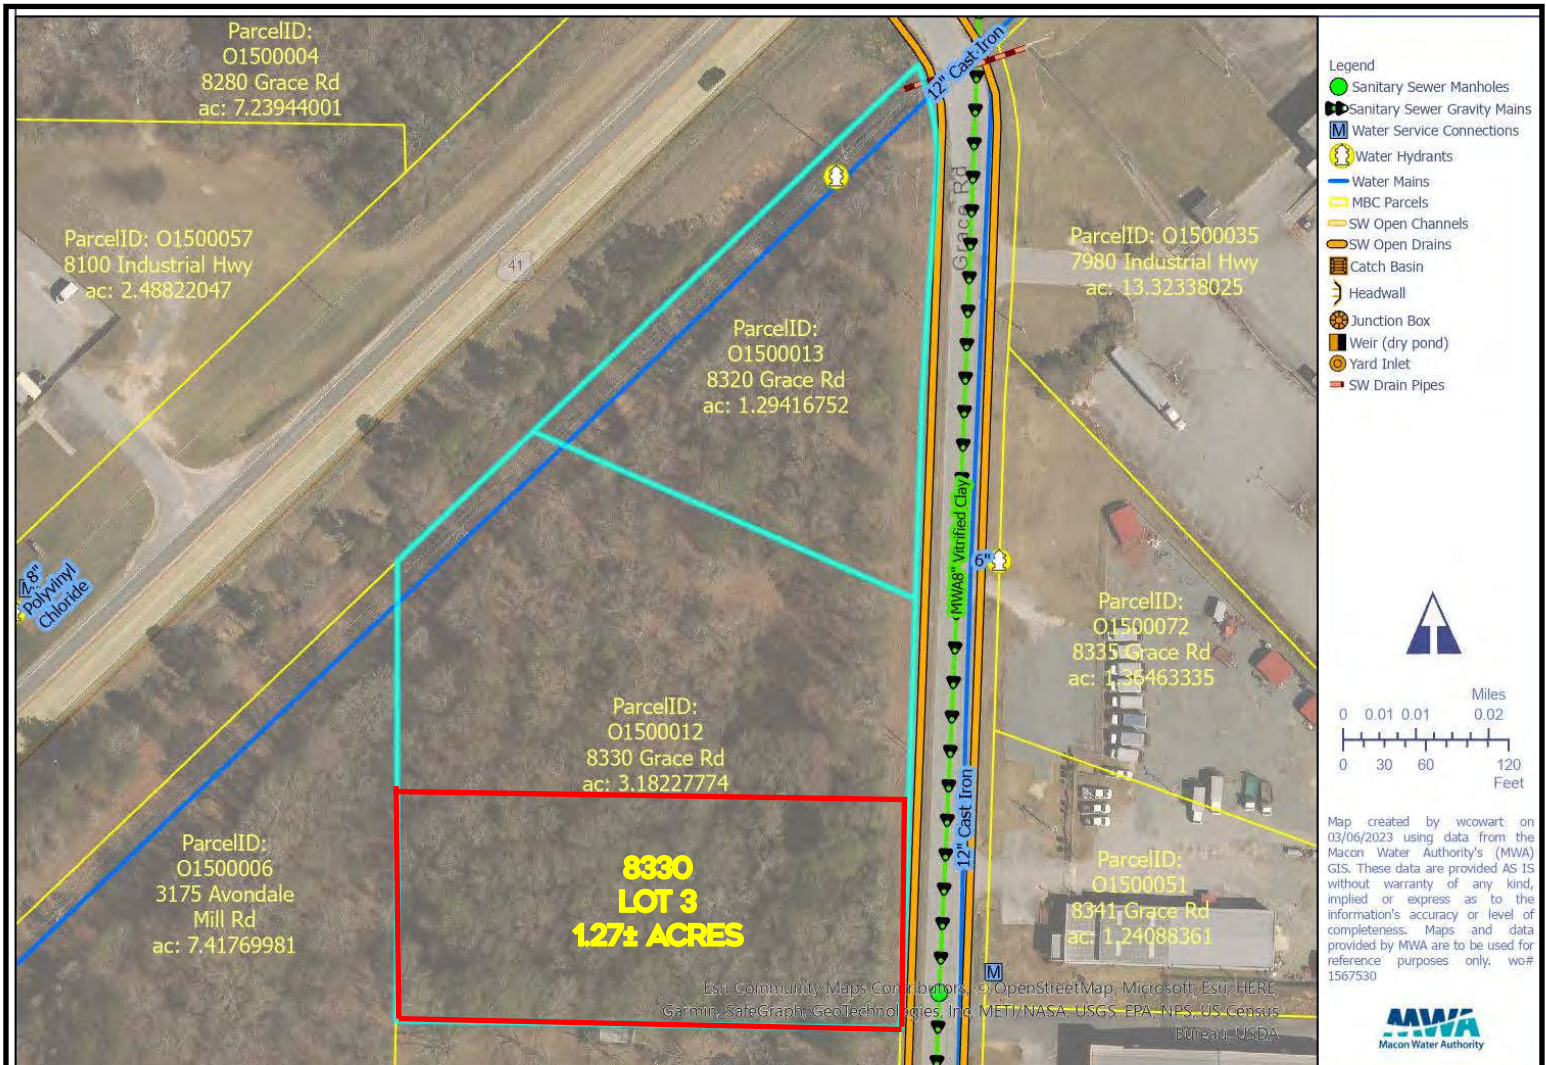 ParcelID:
O1500004
8280 Grace Rd
ac: 7.23944001
ParcelID: O1500057
8100 Industrial Hwy
ac: 2.48822047
41
12" Cast Iron
Grace Rd
ParcelID: O1500035
7980 Industrial Hwy
ac: 13.32338025
ParcelID:
O1500013
8320 Grace Rd
ac: 1.29416752
MWA8" Vitrified Clay
6"
8"
Polyvinyl
Chloride
ParcelID:
O1500072
8335 Grace Rd
ac: 1.36463335
ParcelID:
O1500012
8330 Grace Rd
ac: 3.18227774
12" Cast Iron
ParcelID:
O1500006
3175 Avondale
Mill Rd
ac: 7.41769981
8330
LOT 3
1.27± ACRES
ParcelID:
O1500051
8341 Grace Rd
ac: 1.24088361
M
Esri Community Maps Contributors, © OpenStreetMap, Microsoft, Esri, HERE,
Garmin, SafeGraph, GeoTechnologies, Inc, METI/NASA, USGS, EPA, NPS, US Census
Bureau, USDA
Legend
Sanitary Sewer Manholes
Sanitary Sewer Gravity Mains
M Water Service Connections
Water Hydrants
Water Mains
MBC Parcels
SW Open Channels
SW Open Drains
Catch Basin
Headwall
Junction Box
Weir (dry pond)
Yard Inlet
SW Drain Pipes
Miles
0 0.01 0.01 0.02
0 30 60 120
Feet
Map created by wcowart on
03/06/2023 using data from the
Macon Water Authority's (MWA)
GIS. These data are provided AS IS
without warranty of any kind,
implied or express as to the
information's accuracy or level of
completeness. Maps and data
provided by MWA are to be used for
reference purposes only. wo#
1567530
MWA
Macon Water Authority